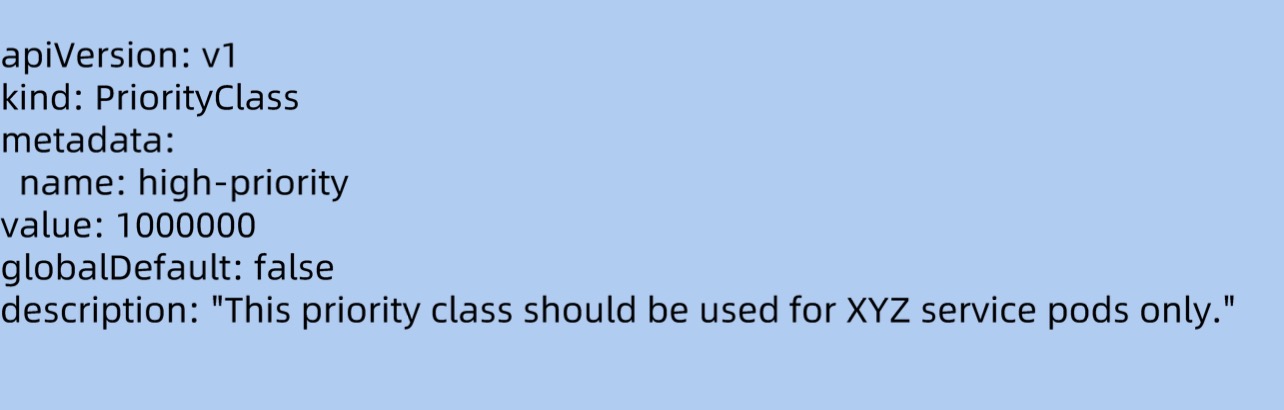 apiVersion: v1
kind: PriorityClass
metadata:
  name: high-priority
value: 1000000
globalDefault: false
description: "This priority class should be used for XYZ service pods only."